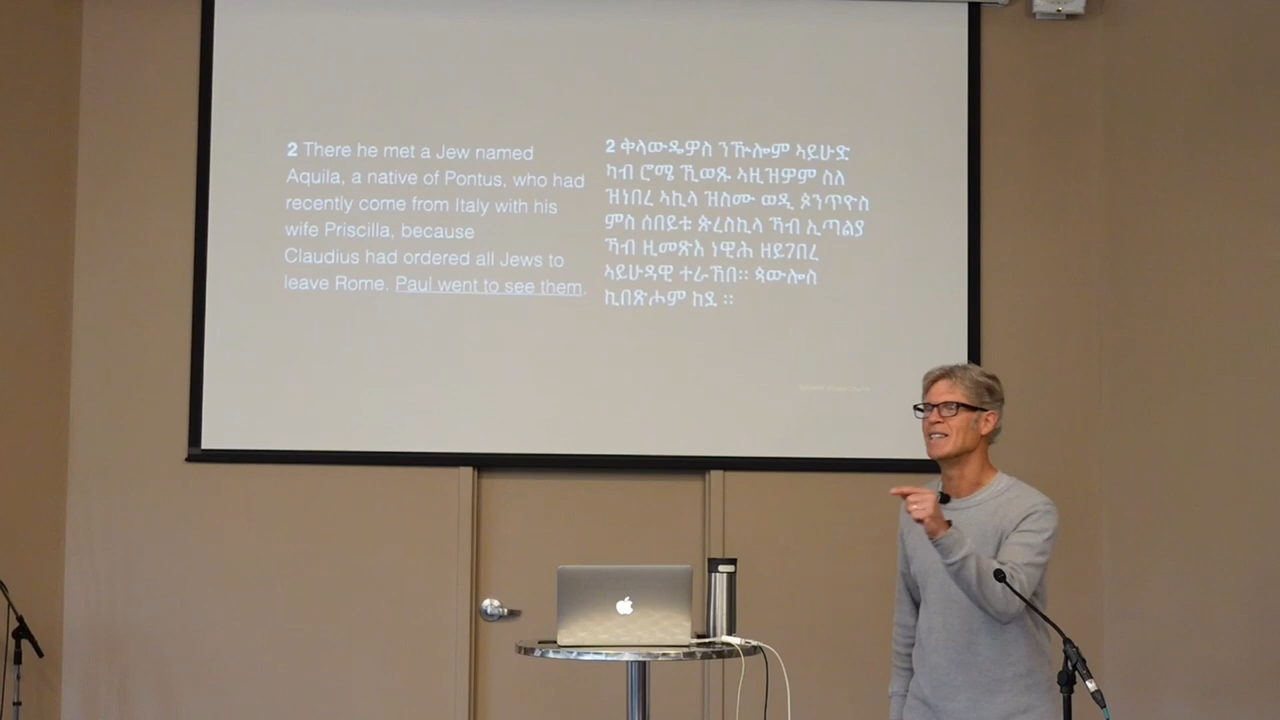 2 There he met a Jew named
Aquila, a native of Pontus, who had
recently come from Italy with his
wife Priscilla, because
Claudius had ordered all Jews to
leave Rome. Paul went to see them.
2 ቅላውዴዎስ ንዅሎም ኣይሁድ
ካብ ሮሜ ኺወጹ ኣዚዝዎም ስለ
ዝነበረ ኣኪላ ዝስሙ ወዲ ጶንጥዮስ
ምስ ሰበይቱ ጵረስኪላ ኻብ ኢጣልያ
ኻብ ዚመጽእ ነዊሕ ዘይገበረ
ኣይሁዳዊ ተራኸበ፡፡ ጳውሎስ
ኪበጽሖም ከደ ፡፡